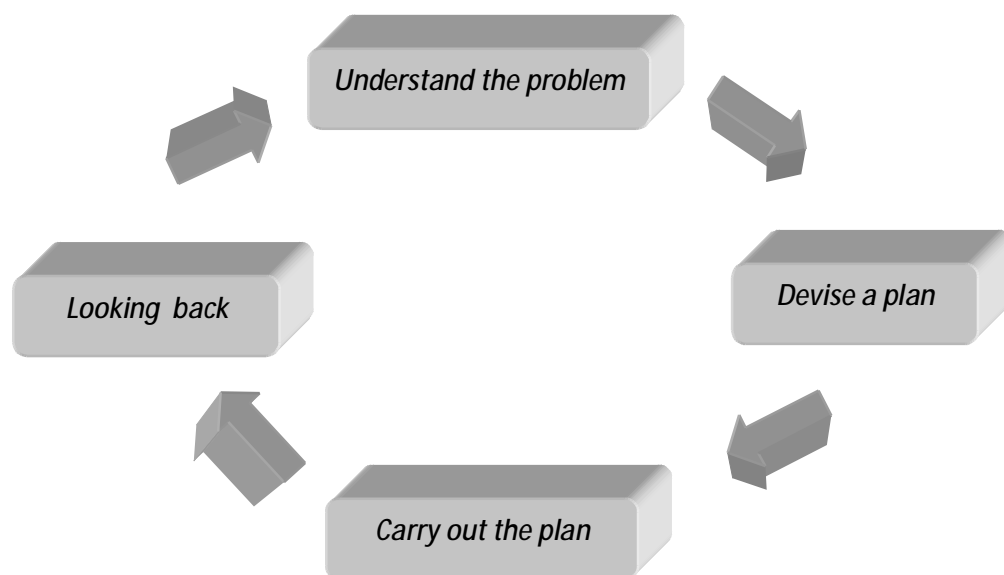 Understand the problem
Devise a plan
Carry out the plan
Looking back